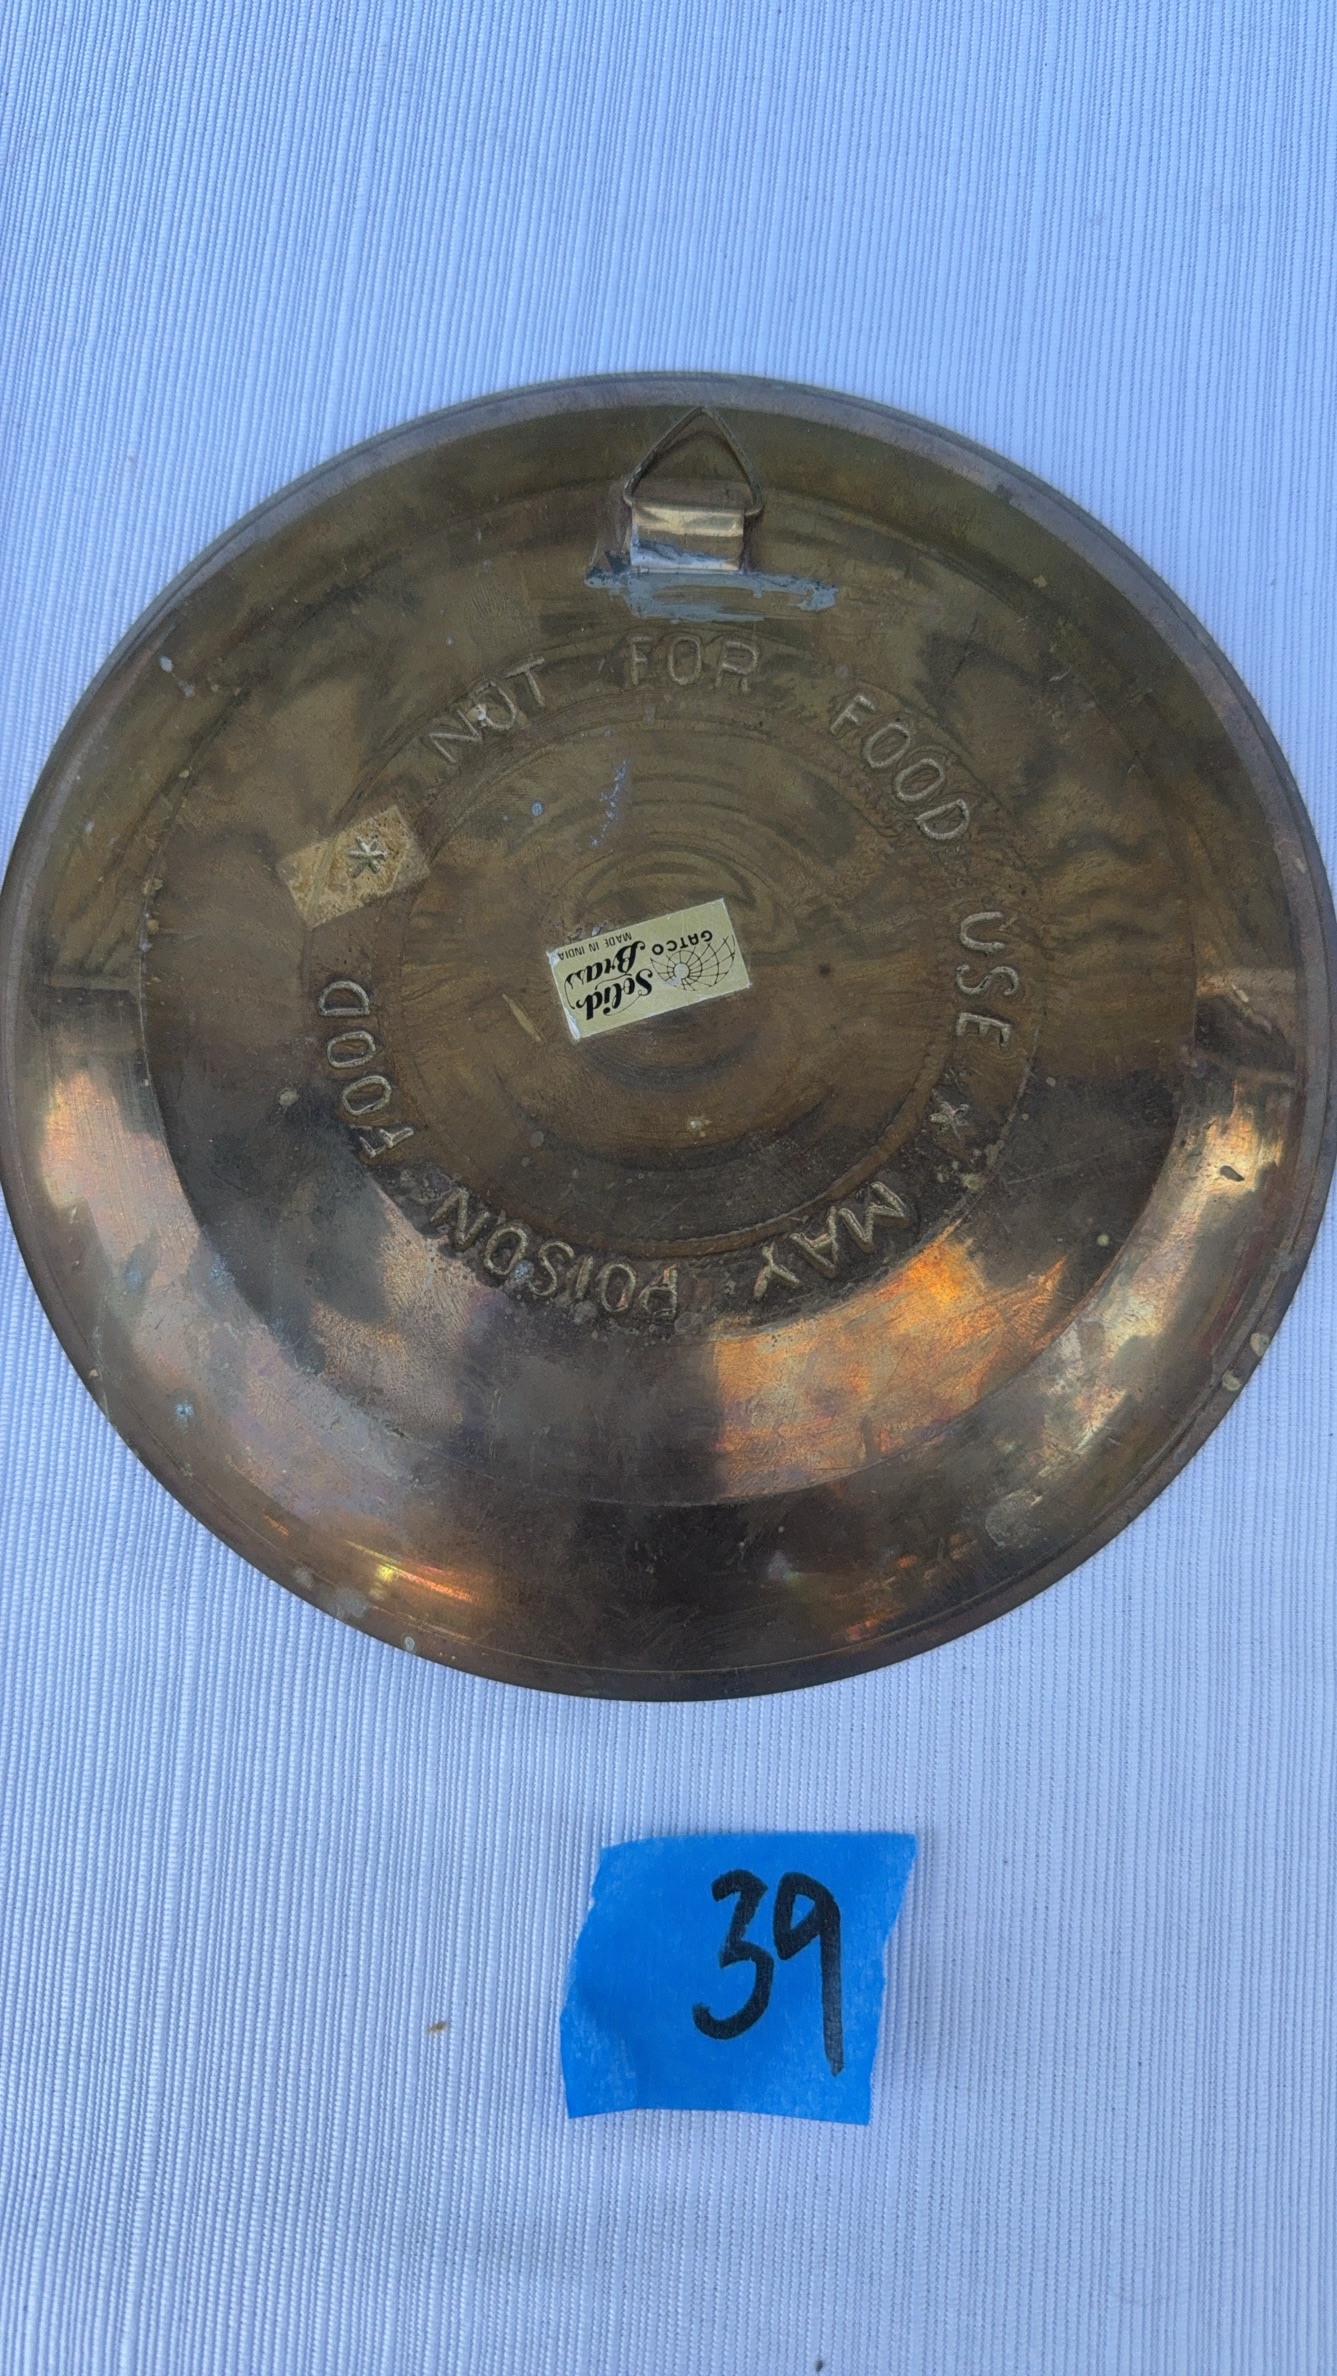 NOT FOR FOOD USE * MAY POISON FOOD *
GATCO
Solid
Brass
MADE IN INDIA
39